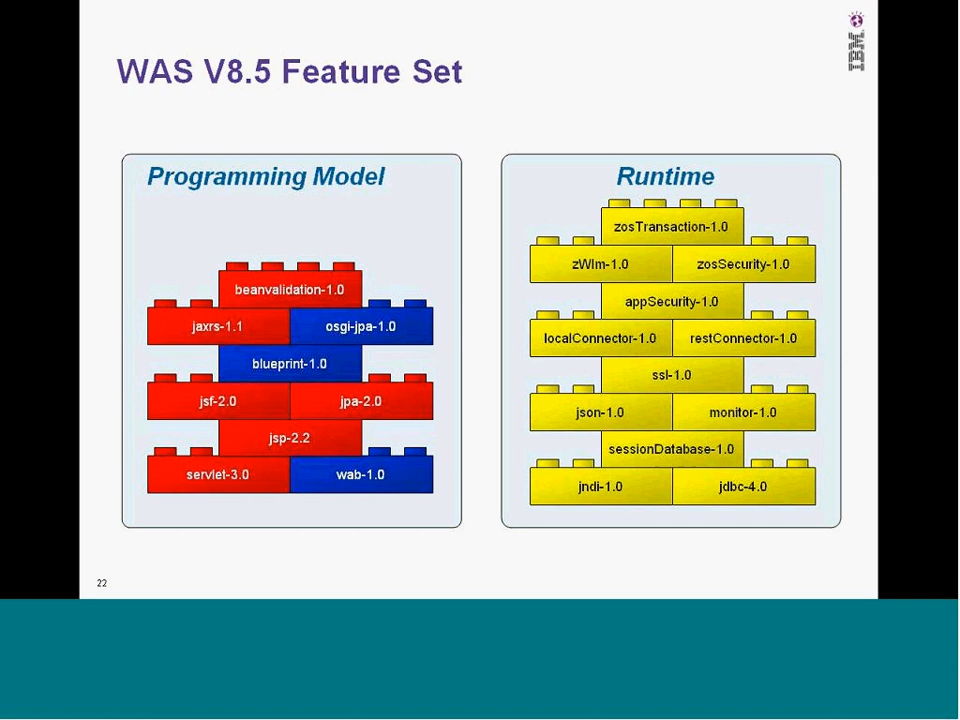 IBM
WAS V8.5 Feature Set
Programming Model
beanvalidation-1.0
jaxrs-1.1
osgi-jpa-1.0
blueprint-1.0
jsf-2.0
jpa-2.0
jsp-2.2
servlet-3.0
wab-1.0
Runtime
zosTransaction-1.0
zWlm-1.0
zosSecurity-1.0
appSecurity-1.0
localConnector-1.0
restConnector-1.0
ssl-1.0
json-1.0
monitor-1.0
sessionDatabase-1.0
jndi-1.0
jdbc-4.0
22